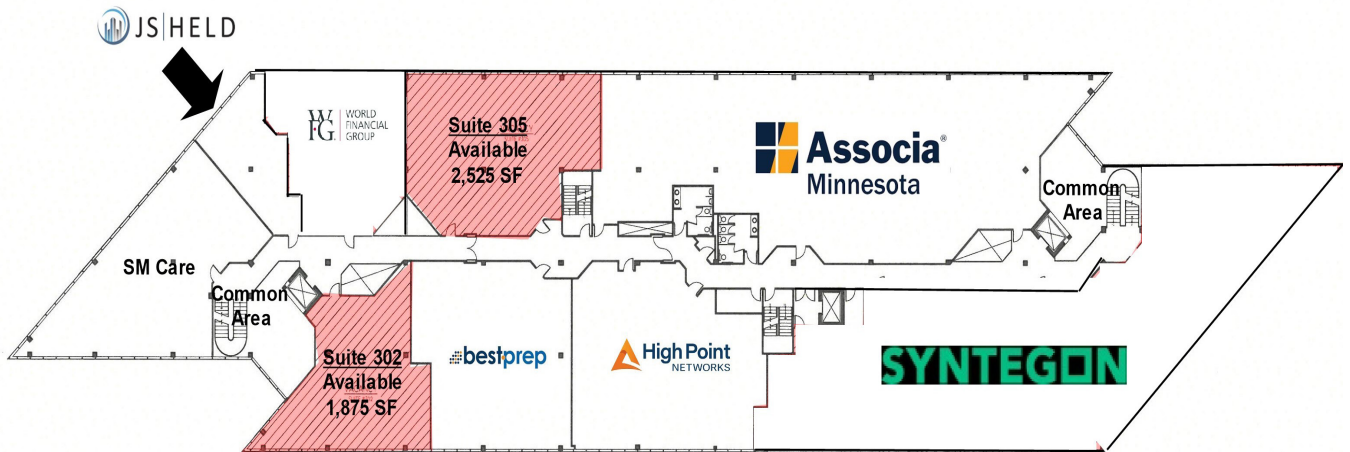 JS|HELD
WFG
WORLD
FINANCIAL
GROUP
Suite 305
Available
2,525 SF
Associa®
Minnesota
Common
Area
SM Care
Common
Area
Suite 302
Available
1,875 SF
bestprep
High Point
NETWORKS
SYNTEGON